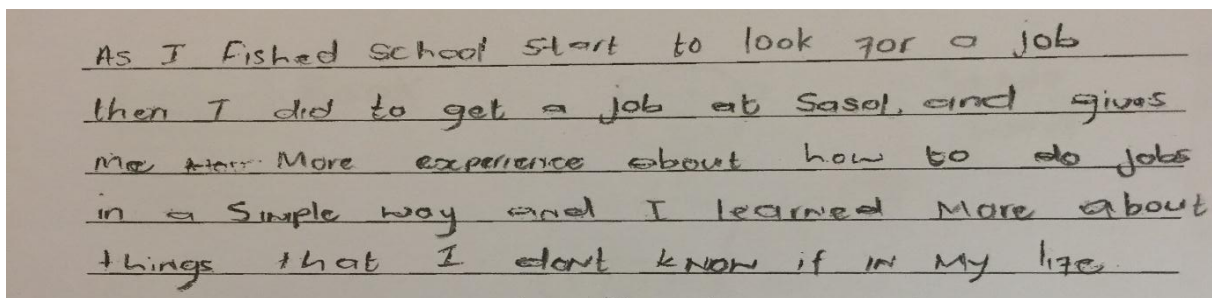 As I Fished school start to look for a job
then I did to get a job at Sasol, and gives
me More experience about how to do jobs
in a Simple way and I learned More about
things that I dont know if in My life